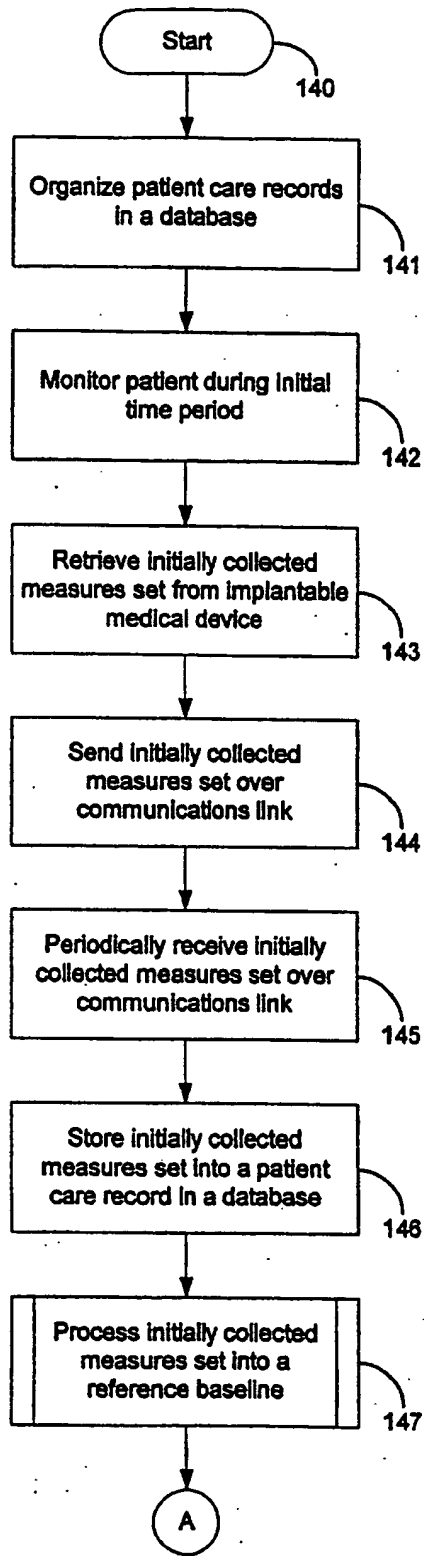 Start
140
Organize patient care records
in a database
141
Monitor patient during initial
time period
142
Retrieve initially collected
measures set from implantable
medical device
143
Send initially collected
measures set over
communications link
144
Periodically receive initially
collected measures set over
communications link
145
Store initially collected
measures set into a patient
care record in a database
146
Process initially collected
measures set into a
reference baseline
147
A